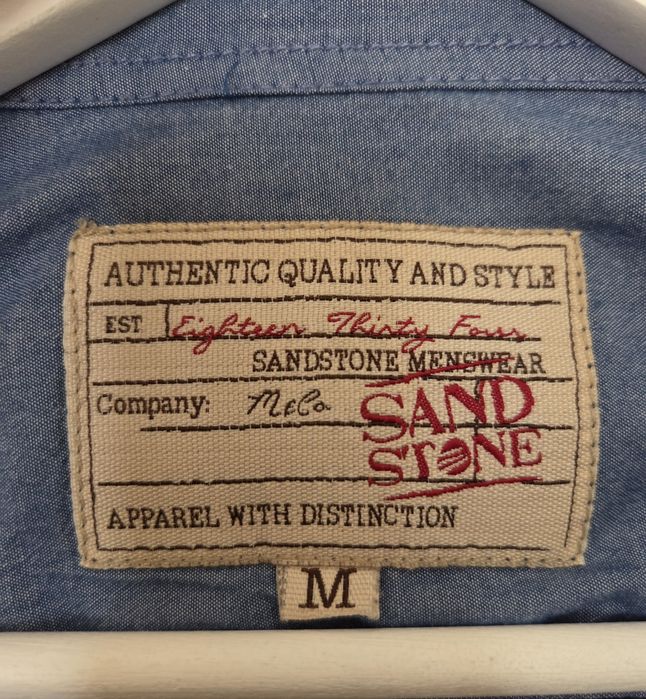 AUTHENTIC QUALITY AND STYLE
EST Eighteen Thirty Four
SANDSTONE MENSWEAR
Company: McCo
SAND
STONE
APPAREL WITH DISTINCTION
M